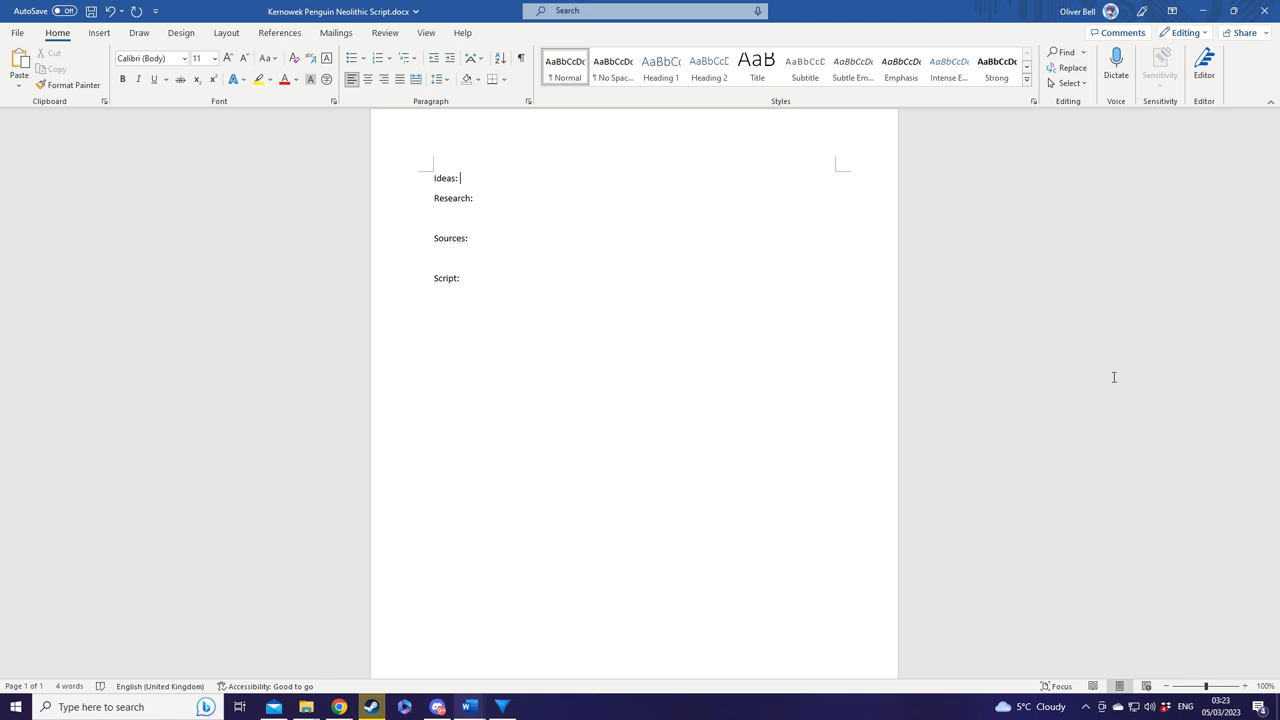 AutoSave Off Kernowek Penguin Neolithic Script.docx Search Oliver Bell
File Home Insert Draw Design Layout References Mailings Review View Help Comments Editing Share
Paste Cut Copy Format Painter
Calibri (Body) 11
AaBbCcDc AaBbCcDc AaBbCc AaBbCcC AaB AaBbCcC AaBbCcDc AaBbCcDc AaBbCcDc AaBbCcDc
¶ Normal ¶ No Spac... Heading 1 Heading 2 Title Subtitle Subtle Em... Emphasis Intense E... Strong
Find Replace Select Dictate Sensitivity Editor
Clipboard Font Paragraph Styles Editing Voice Sensitivity Editor
Ideas:
Research:
Sources:
Script:
Page 1 of 1 4 words English (United Kingdom) Accessibility: Good to go Focus 100%
Type here to search 5°C Cloudy ENG 03:23
05/03/2023 4